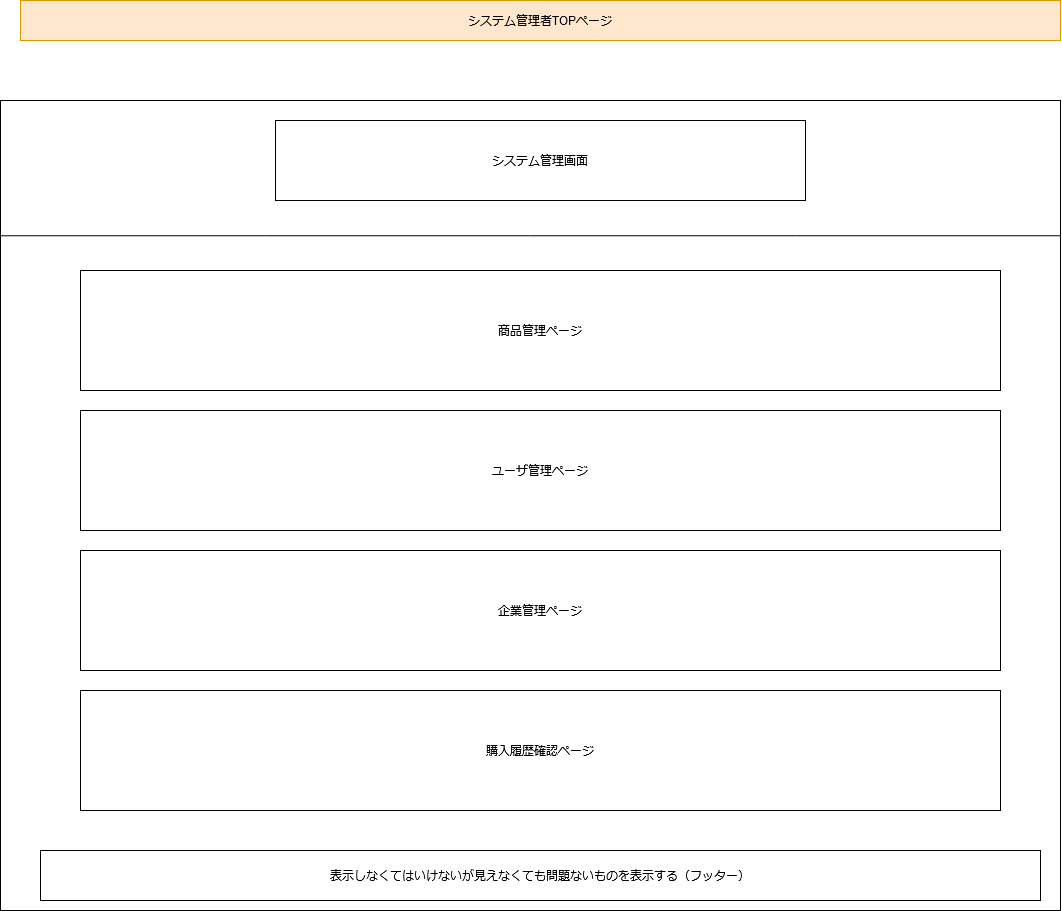 システム管理者TOPページ
システム管理画面
商品管理ページ
ユーザ管理ページ
企業管理ページ
購入履歴確認ページ
表示しなくてはいけないが見えなくても問題ないものを表示する（フッター）